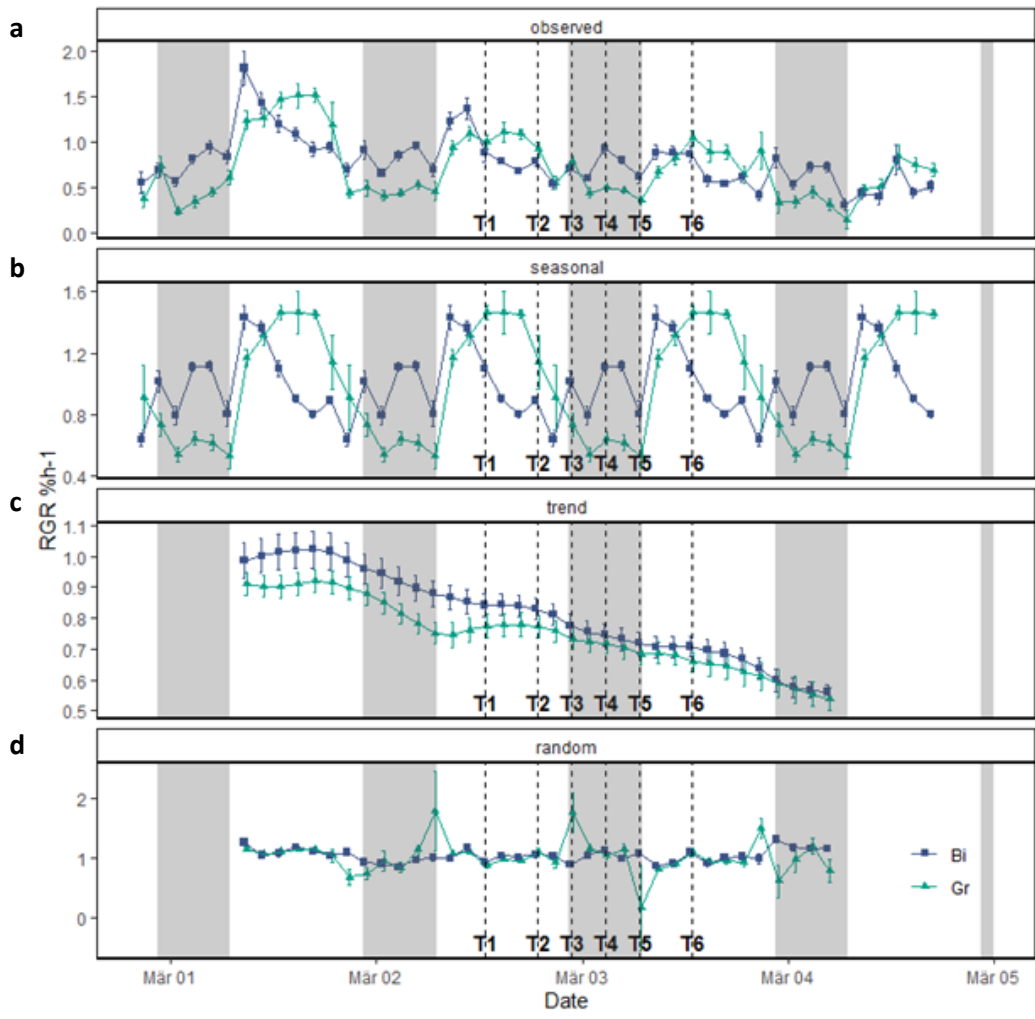 a
observed
2.0
1.5
1.0
0.5
0.0
T1 T2 T3 T4 T5 T6
b
seasonal
1.6
1.2
0.8
0.4
T1 T2 T3 T4 T5 T6
RGR %h-1
c
trend
1.1
1.0
0.9
0.8
0.7
0.6
0.5
T1 T2 T3 T4 T5 T6
d
random
2
1
0
Bi
Gr
T1 T2 T3 T4 T5 T6
Mär 01 Mär 02 Mär 03 Mär 04 Mär 05
Date